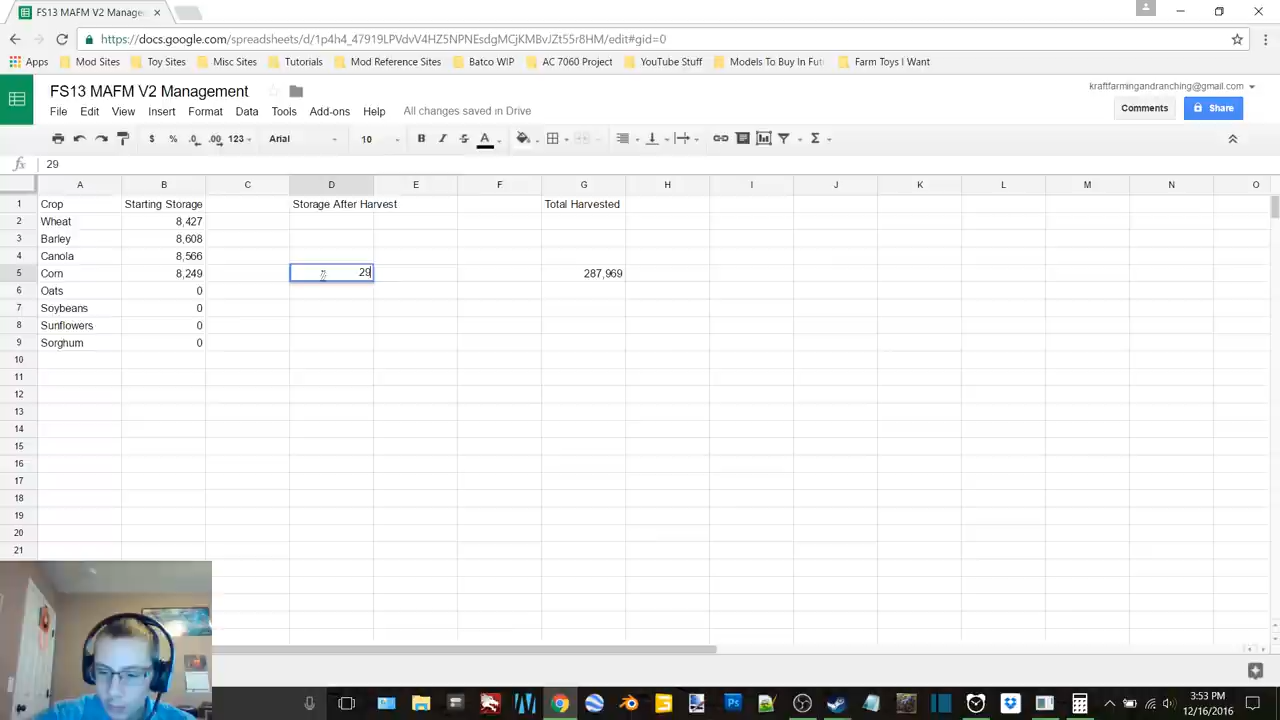 FS13 MAFM V2 Manage
https://docs.google.com/spreadsheets/d/1p4h4_47919LPVdvV4HZ5NPNEsdgMCjKMBvJZt55r8HM/edit#gid=0
Apps Mod Sites Toy Sites Misc Sites Tutorials Mod Reference Sites Batco WIP AC 7060 Project YouTube Stuff Models To Buy In Fut Farm Toys I Want
FS13 MAFM V2 Management
kraftfarmingandranching@gmail.com
File Edit View Insert Format Data Tools Add-ons Help All changes saved in Drive
Comments Share
$ % .0 .00 123 Arial 10 B I S A Σ
fx 29
A B C D E F G H I J K L M N O
1 Crop Starting Storage Storage After Harvest Total Harvested
2 Wheat 8,427
3 Barley 8,608
4 Canola 8,566
5 Corn 8,249 29 287,969
6 Oats 0
7 Soybeans 0
8 Sunflowers 0
9 Sorghum 0
10
11
12
13
14
15
16
17
18
19
20
21
3:53 PM
12/16/2016